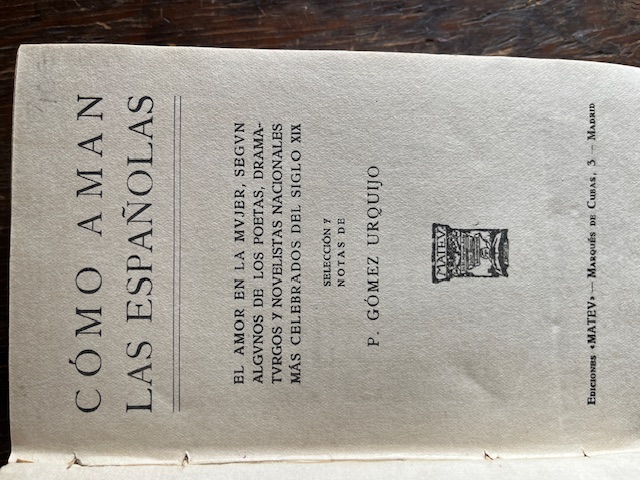 CÓMO AMAN
LAS ESPAÑOLAS
EL AMOR EN LA MVJER, SEGVN
ALGVNOS DE LOS POETAS, DRAMA-
TVRGOS Y NOVELISTAS NACIONALES
MÁS CELEBRADOS DEL SIGLO XIX
SELECCIÓN Y
NOTAS DE
P. GÓMEZ URQUIJO
MATEV
EDICIONES «MATEV» — MARQUÉS DE CUBAS, 3 — MADRID